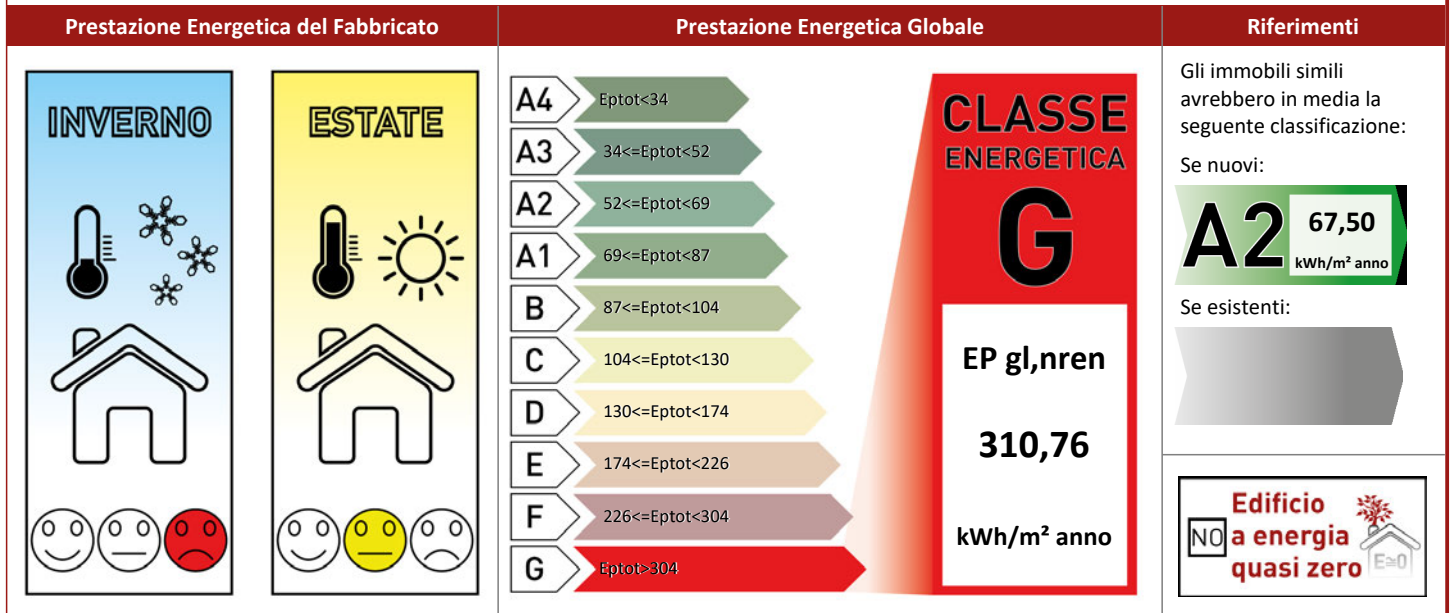 Prestazione Energetica del Fabbricato
Prestazione Energetica Globale
Riferimenti
INVERNO
ESTATE
A4 Eptot<34
A3 34<=Eptot<52
A2 52<=Eptot<69
A1 69<=Eptot<87
B 87<=Eptot<104
C 104<=Eptot<130
D 130<=Eptot<174
E 174<=Eptot<226
F 226<=Eptot<304
G Eptot>304
CLASSE
ENERGETICA
G
EP gl,nren
310,76
kWh/m² anno
Gli immobili simili
avrebbero in media la
seguente classificazione:
Se nuovi:
A2 67,50
kWh/m² anno
Se esistenti:
Edificio
NO a energia
quasi zero
E≅0